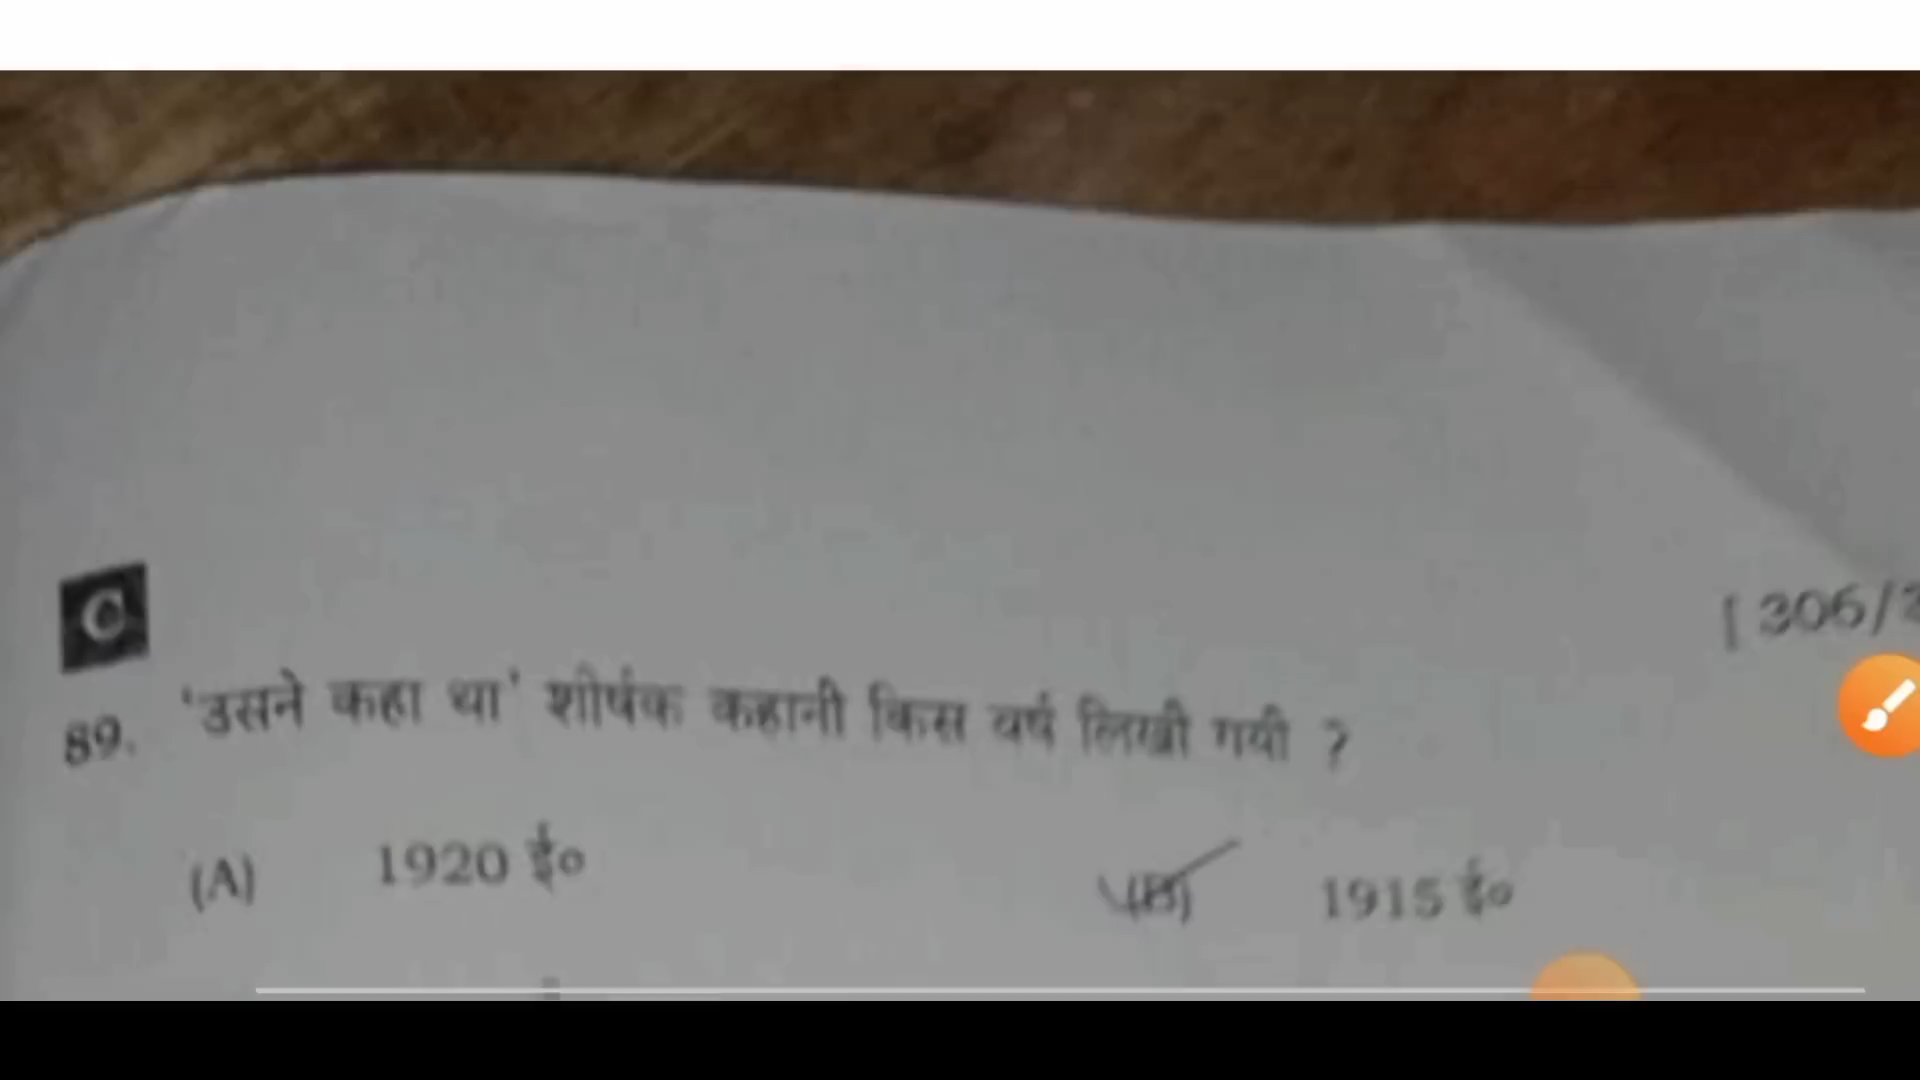 C
[ 306/
89. 'उसने कहा था' शीर्षक कहानी किस वर्ष लिखी गयी ?
(A) 1920 ई० (B) 1915 ई०